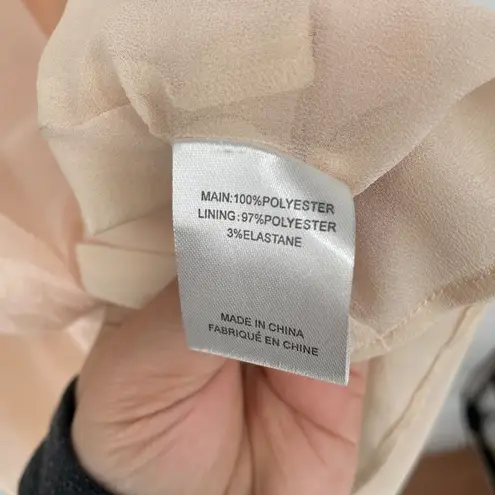 MAIN:100%POLYESTER
LINING:97%POLYESTER
3%ELASTANE
MADE IN CHINA
FABRIQUÉ EN CHINE